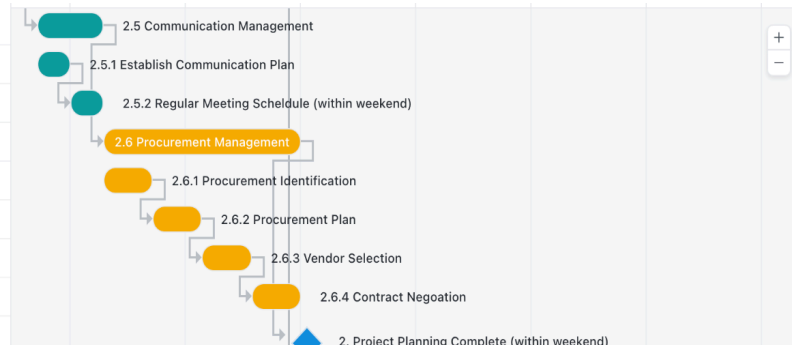 2.5 Communication Management
2.5.1 Establish Communication Plan
2.5.2 Regular Meeting Scheldule (within weekend)
2.6 Procurement Management
2.6.1 Procurement Identification
2.6.2 Procurement Plan
2.6.3 Vendor Selection
2.6.4 Contract Negoation
2. Project Planning Complete (within weekend)